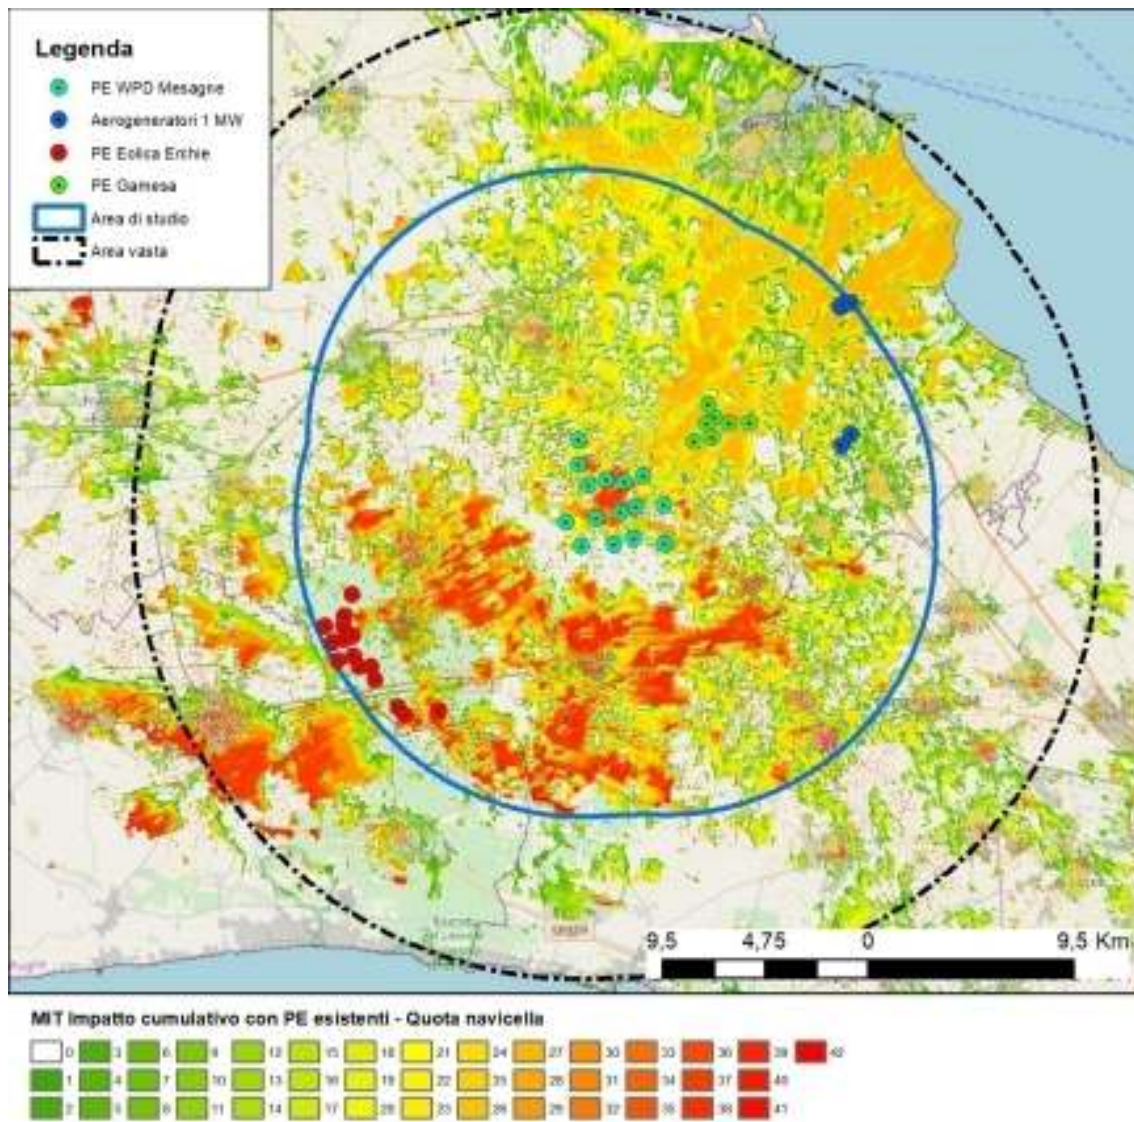 Legenda
PE WPD Mesagne
Aerogeneratori 1 MW
PE Eolica Erchie
PE Gamesa
Area di studio
Area vasta
9,5 4,75 0 9,5 Km
MIT Impatto cumulativo con PE esistenti - Quota navicella
0 3 6 9 12 15 18 21 24 27 30 33 36 39 42
1 4 7 10 13 16 19 22 25 28 31 34 37 40
2 5 8 11 14 17 20 23 26 29 32 35 38 41